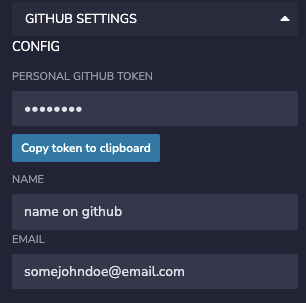 GITHUB SETTINGS
CONFIG
PERSONAL GITHUB TOKEN
••••••••
Copy token to clipboard
NAME
name on github
EMAIL
somejohndoe@email.com